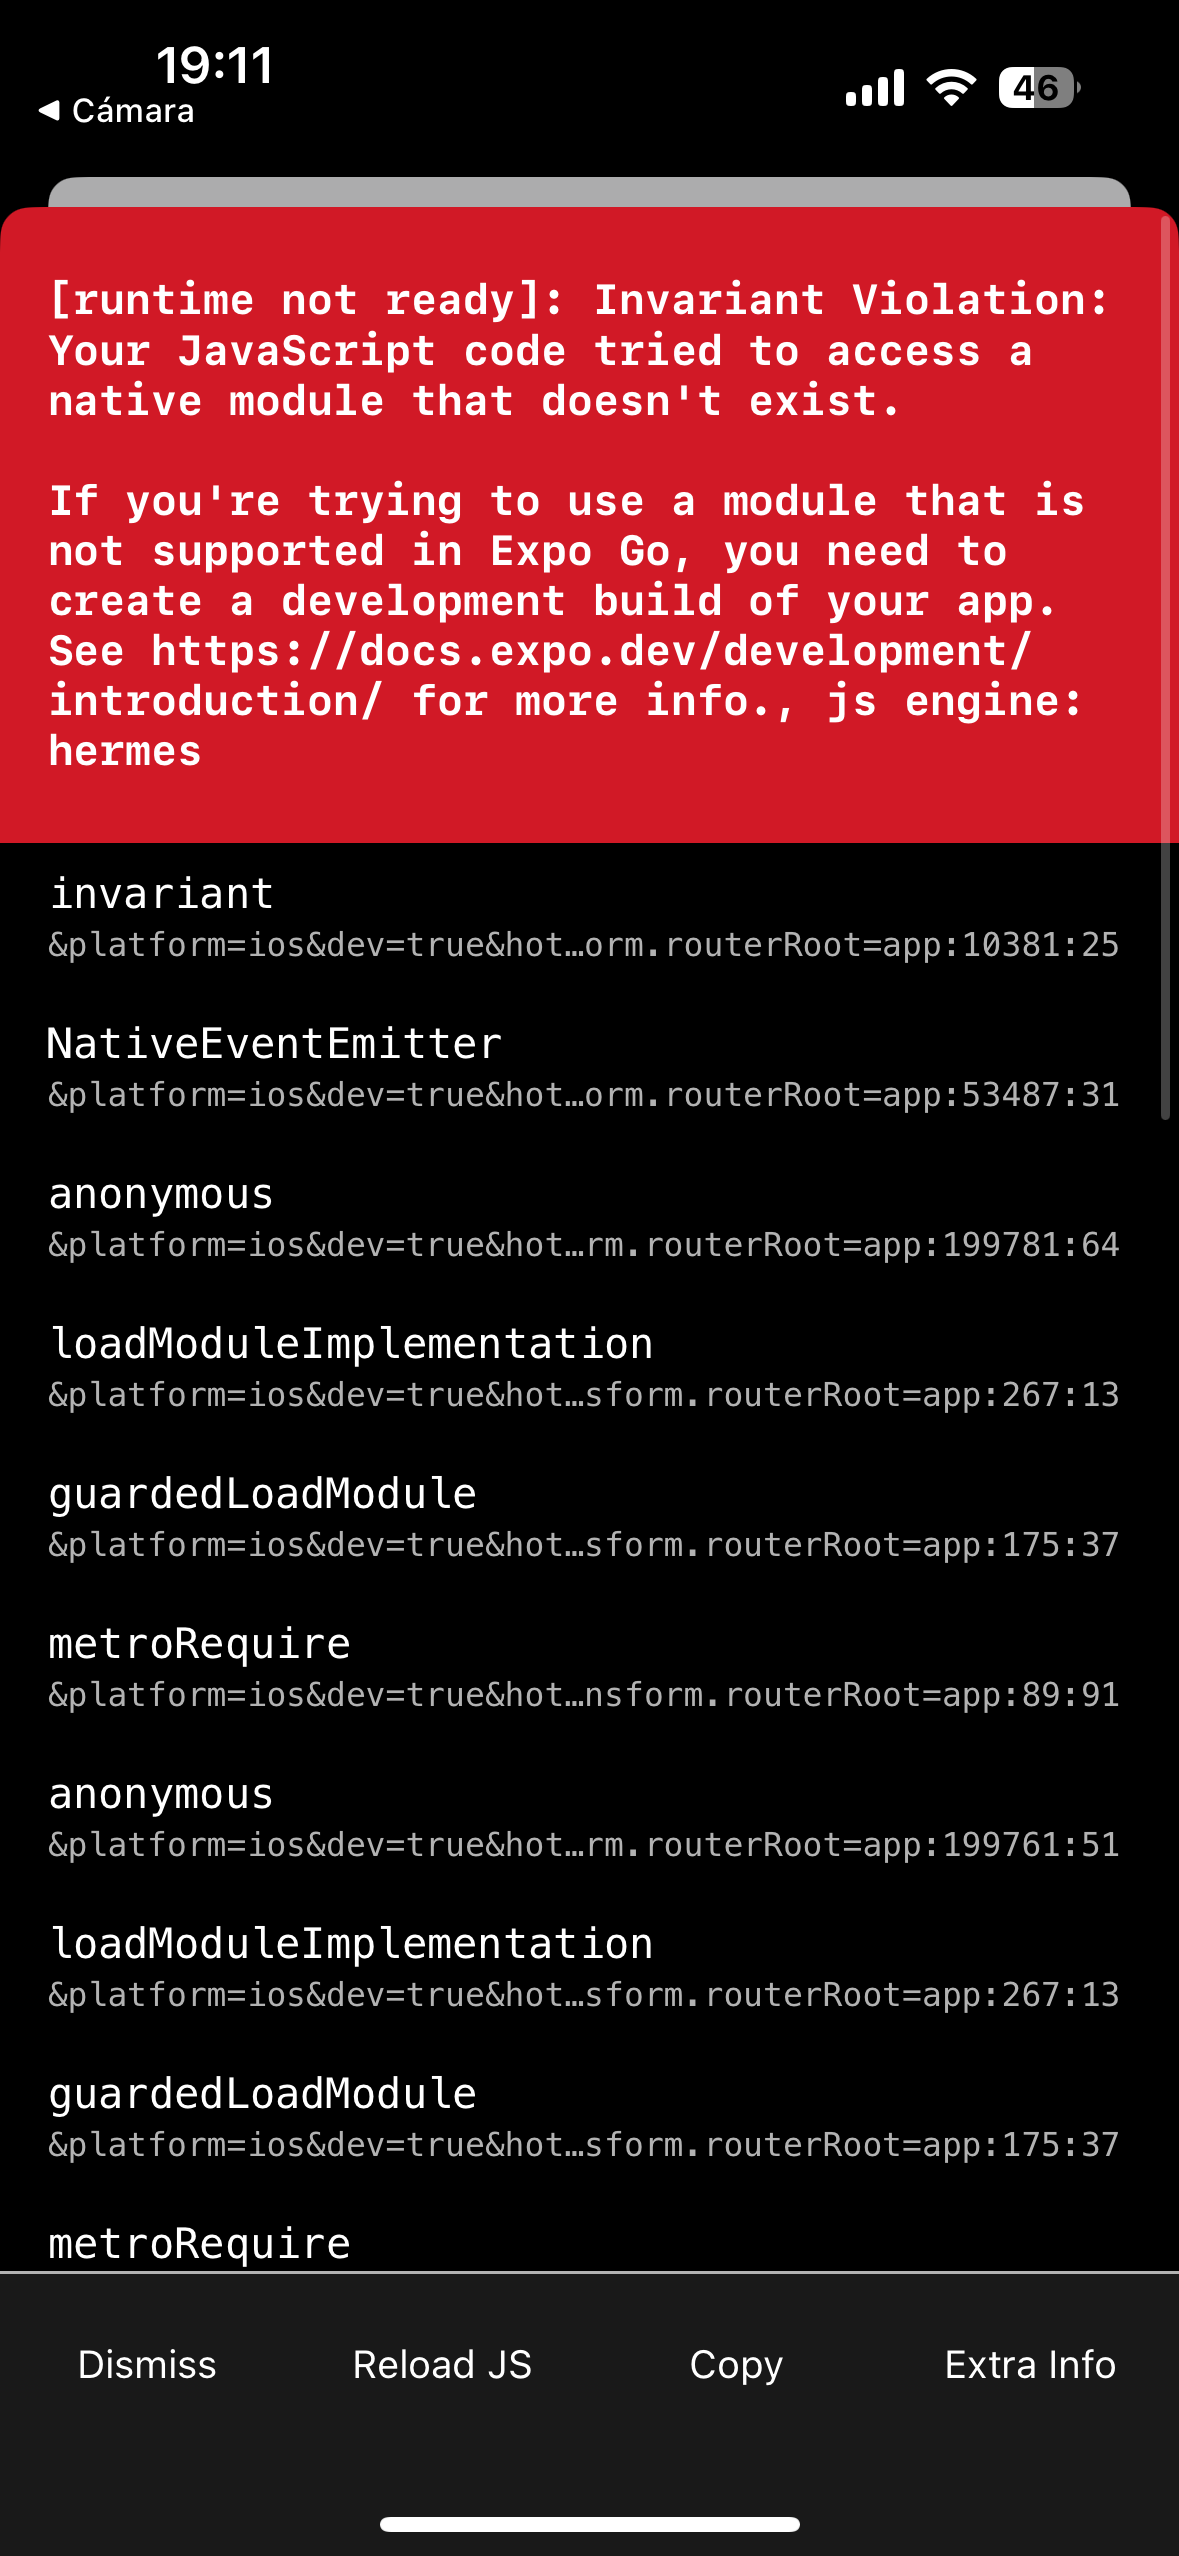 19:11
◀ Cámara
46
[runtime not ready]: Invariant Violation:
Your JavaScript code tried to access a
native module that doesn't exist.
If you're trying to use a module that is
not supported in Expo Go, you need to
create a development build of your app.
See https://docs.expo.dev/development/
introduction/ for more info., js engine:
hermes
invariant
&platform=ios&dev=true&hot…orm.routerRoot=app:10381:25
NativeEventEmitter
&platform=ios&dev=true&hot…orm.routerRoot=app:53487:31
anonymous
&platform=ios&dev=true&hot…rm.routerRoot=app:199781:64
loadModuleImplementation
&platform=ios&dev=true&hot…sform.routerRoot=app:267:13
guardedLoadModule
&platform=ios&dev=true&hot…sform.routerRoot=app:175:37
metroRequire
&platform=ios&dev=true&hot…nsform.routerRoot=app:89:91
anonymous
&platform=ios&dev=true&hot…rm.routerRoot=app:199761:51
loadModuleImplementation
&platform=ios&dev=true&hot…sform.routerRoot=app:267:13
guardedLoadModule
&platform=ios&dev=true&hot…sform.routerRoot=app:175:37
metroRequire
Dismiss Reload JS Copy Extra Info